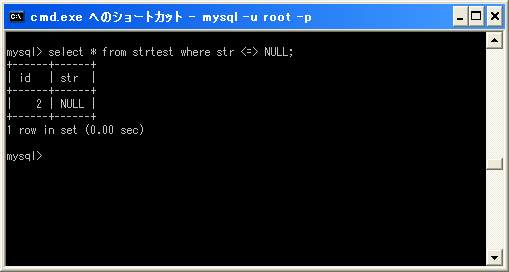 cmd.exe へのショートカット - mysql -u root -p
mysql> select * from strtest where str <=> NULL;
+------+------+
| id   | str  |
+------+------+
|    2 | NULL |
+------+------+
1 row in set (0.00 sec)
mysql>